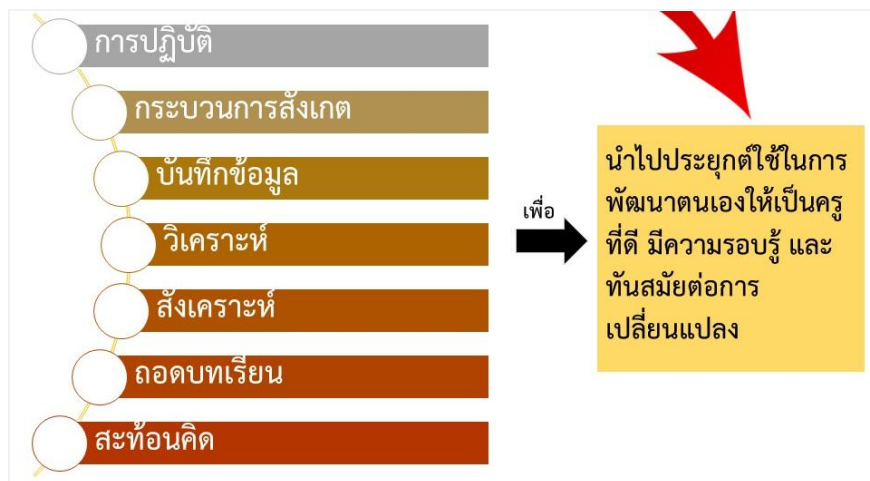 การปฏิบัติ
กระบวนการสังเกต
บันทึกข้อมูล
วิเคราะห์
สังเคราะห์
ถอดบทเรียน
สะท้อนคิด
เพื่อ
นำไปประยุกต์ใช้ในการ
พัฒนาตนเองให้เป็นครู
ที่ดี มีความรอบรู้ และ
ทันสมัยต่อการ
เปลี่ยนแปลง